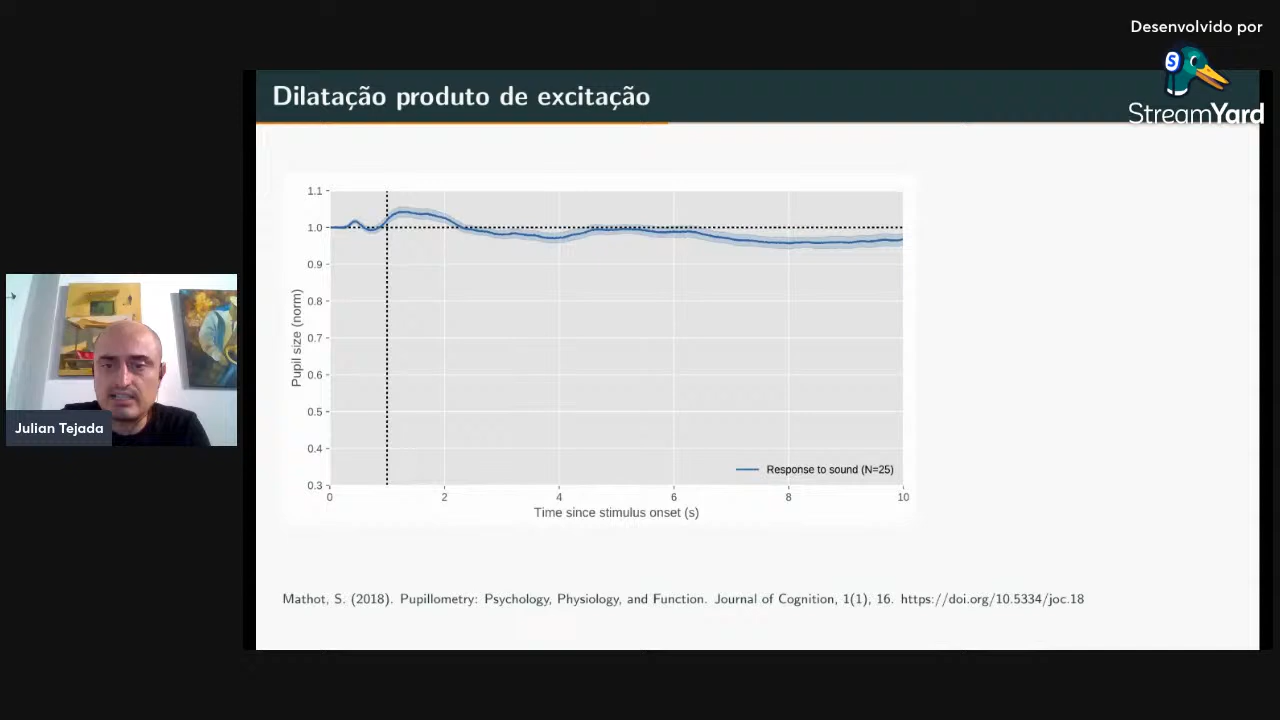 Desenvolvido por
StreamYard
Dilatação produto de excitação
1.1
1.0
0.9
0.8
0.7
0.6
0.5
0.4
0.3
Pupil size (norm)
Response to sound (N=25)
0 2 4 6 8 10
Time since stimulus onset (s)
Julian Tejada
Mathot, S. (2018). Pupillometry: Psychology, Physiology, and Function. Journal of Cognition, 1(1), 16. https://doi.org/10.5334/joc.18